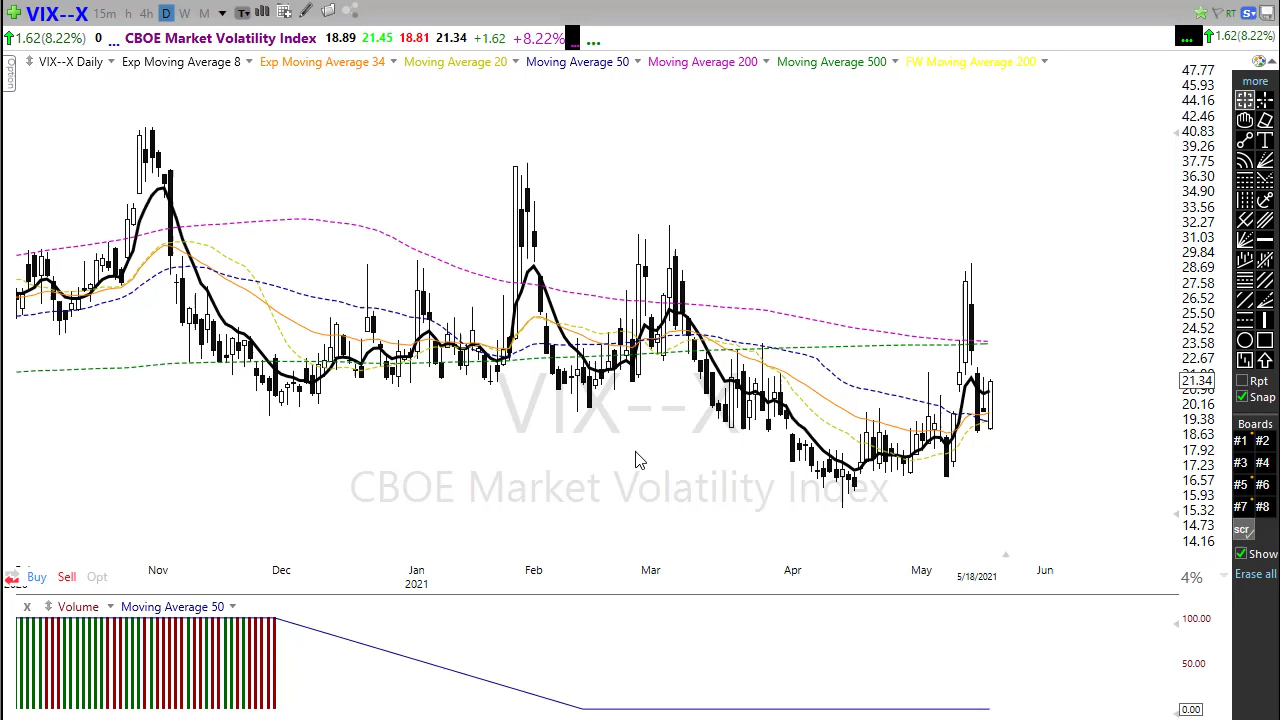 VIX--X 15m h 4h D W M T
RT S
1.62(8.22%) 0 ... CBOE Market Volatility Index 18.89 21.45 18.81 21.34 +1.62 +8.22% ... ...
... 1.62(8.22%)
Option
VIX--X Daily Exp Moving Average 8 Exp Moving Average 34 Moving Average 20 Moving Average 50 Moving Average 200 Moving Average 500 FW Moving Average 200
47.77
45.93
44.16
42.46
40.83
39.26
37.75
36.30
34.90
33.56
32.27
31.03
29.84
28.69
27.58
26.52
25.50
24.52
23.58
22.67
21.34
20.16
19.38
18.63
17.92
17.23
16.57
15.93
15.32
14.73
14.16
more
T
Rpt
Snap
Boards
#1 #2
#3 #4
#5 #6
#7 #8
scr
Show
Erase all
VIX--X
CBOE Market Volatility Index
Nov Dec Jan Feb Mar Apr May Jun
2021 5/18/2021
Buy Sell Opt
4%
x Volume Moving Average 50
100.00
50.00
0.00